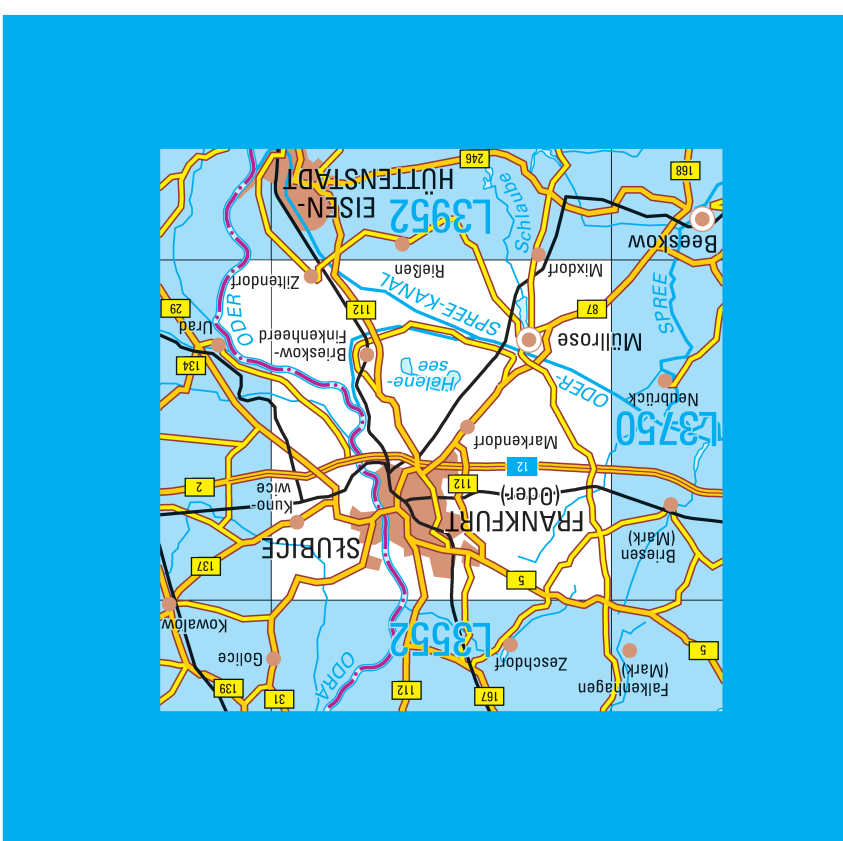 Falkenhagen
(Mark)
167
112
31
139
ODRA
5
Zeschdorf
L3552
Golice
Kowalów
5
137
Briesen
(Mark)
FRANKFURT
(Oder)
SŁUBICE
Kuno-
wice
112
2
12
Markendorf
L3750
Neubrück
ODER-
SPREE-KANAL
Helene-
see
Brieskow-
Finkenheerd
134
Urad
29
Müllrose
87
112
SPREE
ODER
Mixdorf
Rießen
Ziltendorf
Beeskow
Schlaube
L3952
EISEN-
HÜTTENSTADT
168
246